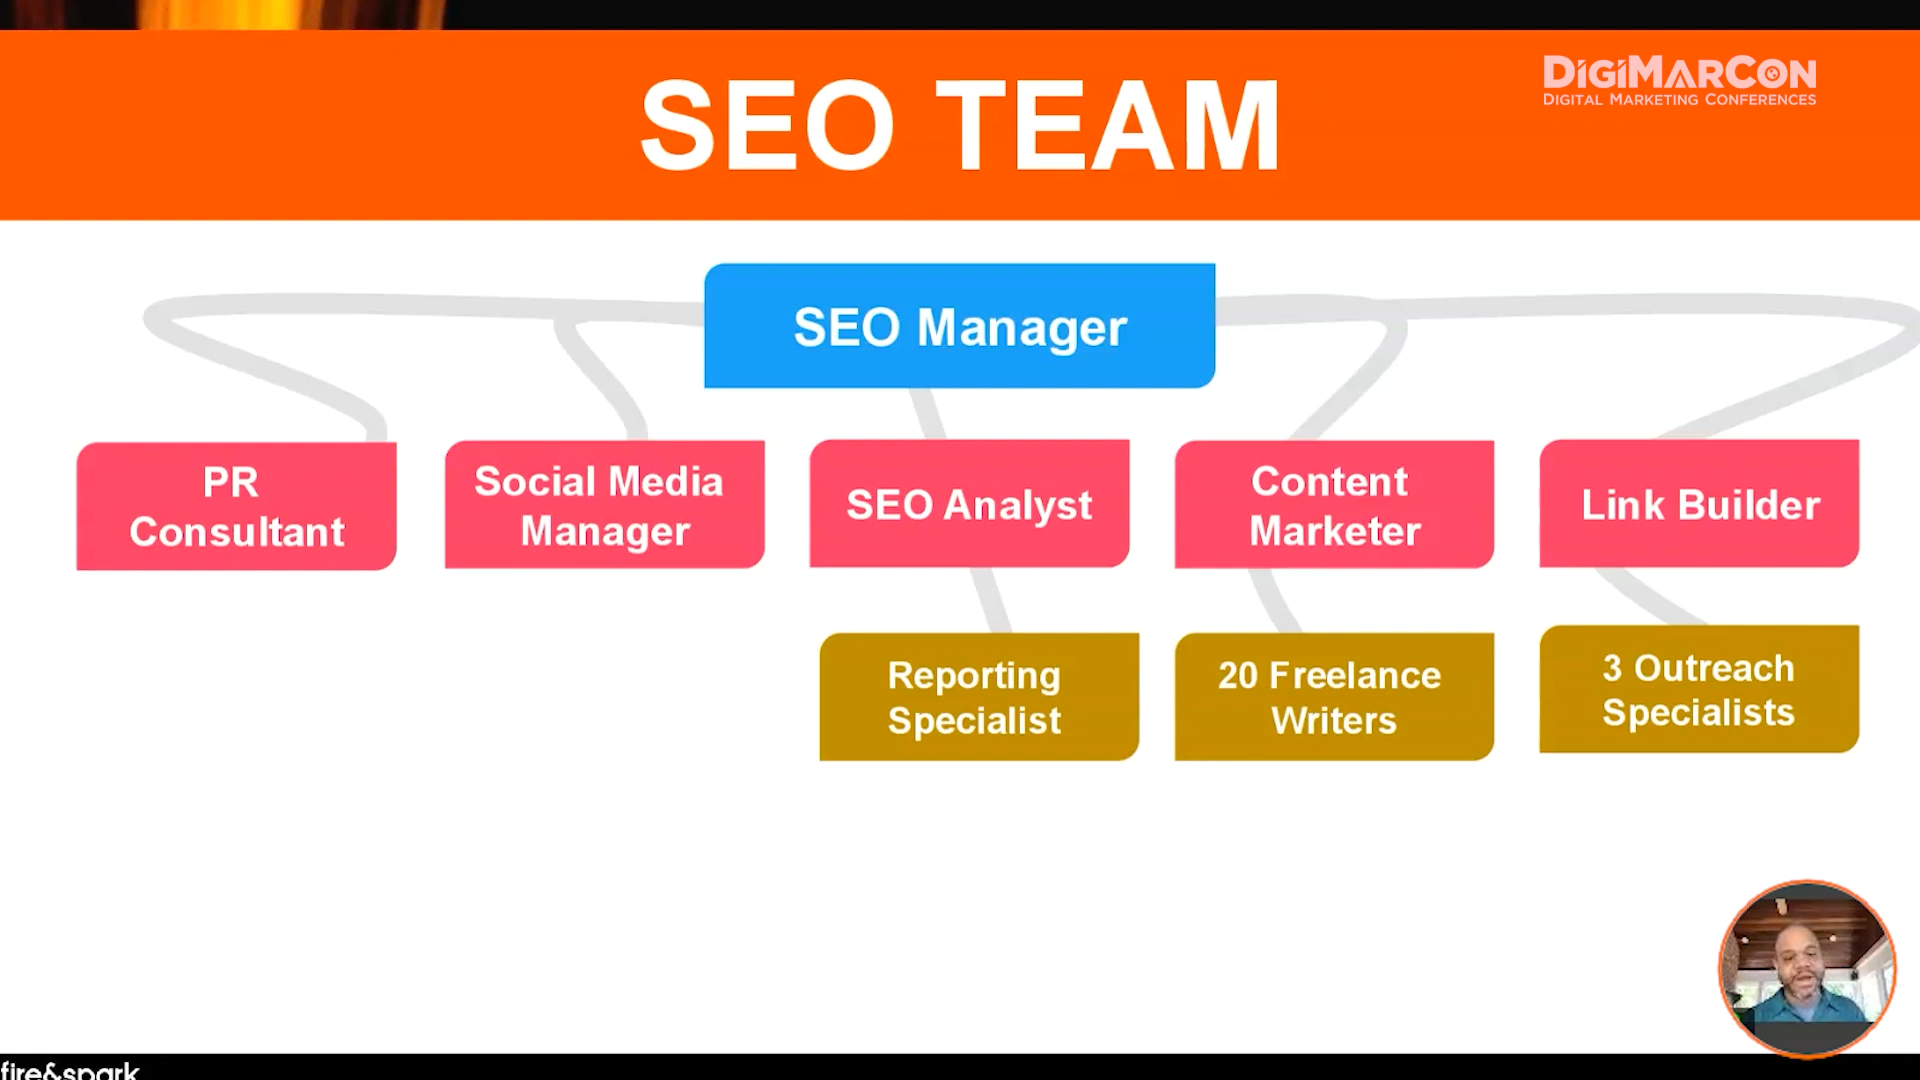 SEO TEAM
DIGIMARCON
DIGITAL MARKETING CONFERENCES
SEO Manager
PR
Consultant
Social Media
Manager
SEO Analyst
Content
Marketer
Link Builder
Reporting
Specialist
20 Freelance
Writers
3 Outreach
Specialists
fire&spark